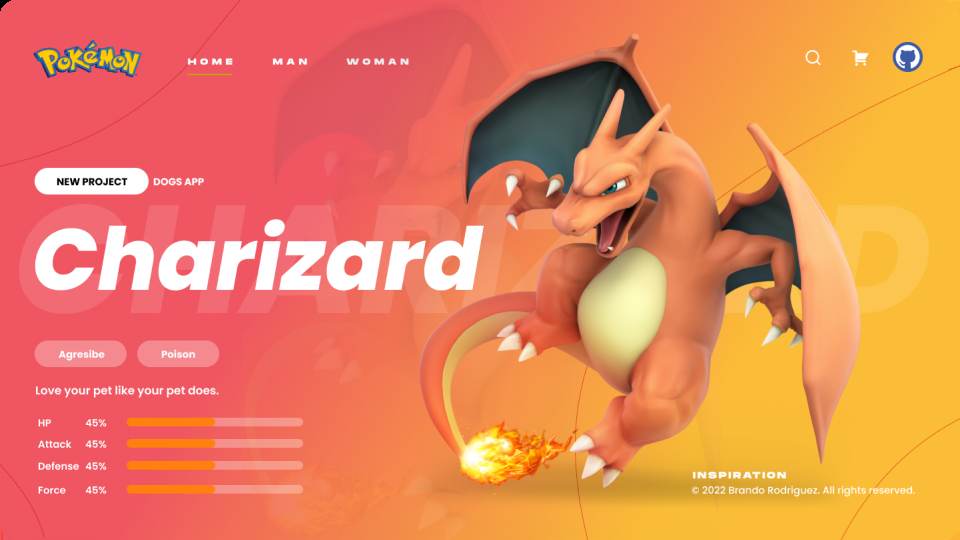 POKéMON
HOME MAN WOMAN
NEW PROJECT DOGS APP
CHARIZARD
Charizard
Agresibe Poison
Love your pet like your pet does.
HP 45%
Attack 45%
Defense 45%
Force 45%
INSPIRATION
© 2022 Brando Rodriguez. All rights reserved.